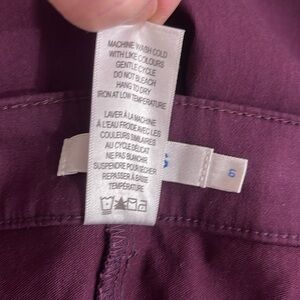 MACHINE WASH COLD
WITH LIKE COLOURS
GENTLE CYCLE
DO NOT BLEACH
HANG TO DRY
IRON AT LOW TEMPERATURE
LAVER À LA MACHINE
À L'EAU FROIDE AVEC LES
COULEURS SIMILAIRES
AU CYCLE DÉLICAT
NE PAS BLANCHIR
SUSPENDRE POUR SÉCHER
REPASSER À BASSE
TEMPÉRATURE
6